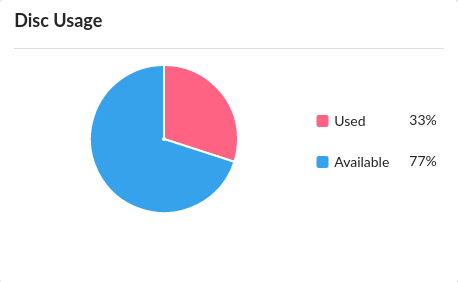 Disc Usage
Used 33%
Available 77%